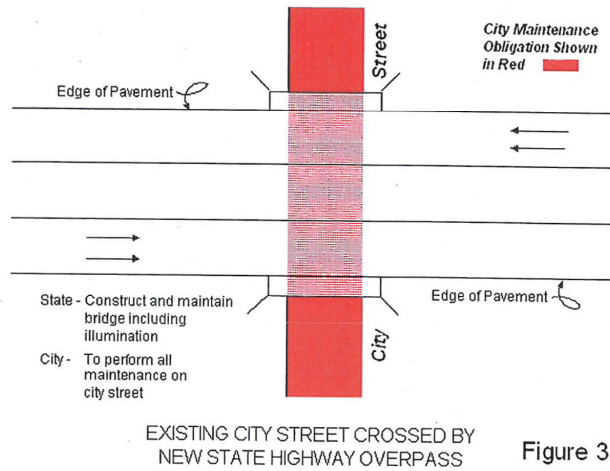 City Maintenance
Obligation Shown
in Red
Street
Edge of Pavement
State - Construct and maintain
bridge including
illumination
City - To perform all
maintenance on
city street
Edge of Pavement
City
EXISTING CITY STREET CROSSED BY
NEW STATE HIGHWAY OVERPASS
Figure 3